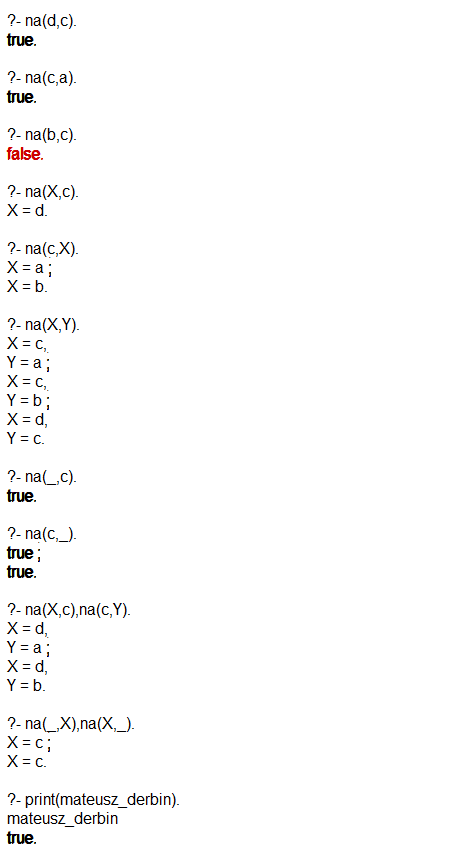 ?- na(d,c).
true.
?- na(c,a).
true.
?- na(b,c).
false.
?- na(X,c).
X = d.
?- na(c,X).
X = a ;
X = b.
?- na(X,Y).
X = c,
Y = a ;
X = c,
Y = b ;
X = d,
Y = c.
?- na(_,c).
true.
?- na(c,_).
true ;
true.
?- na(X,c),na(c,Y).
X = d,
Y = a ;
X = d,
Y = b.
?- na(_,X),na(X,_).
X = c ;
X = c.
?- print(mateusz_derbin).
mateusz_derbin
true.